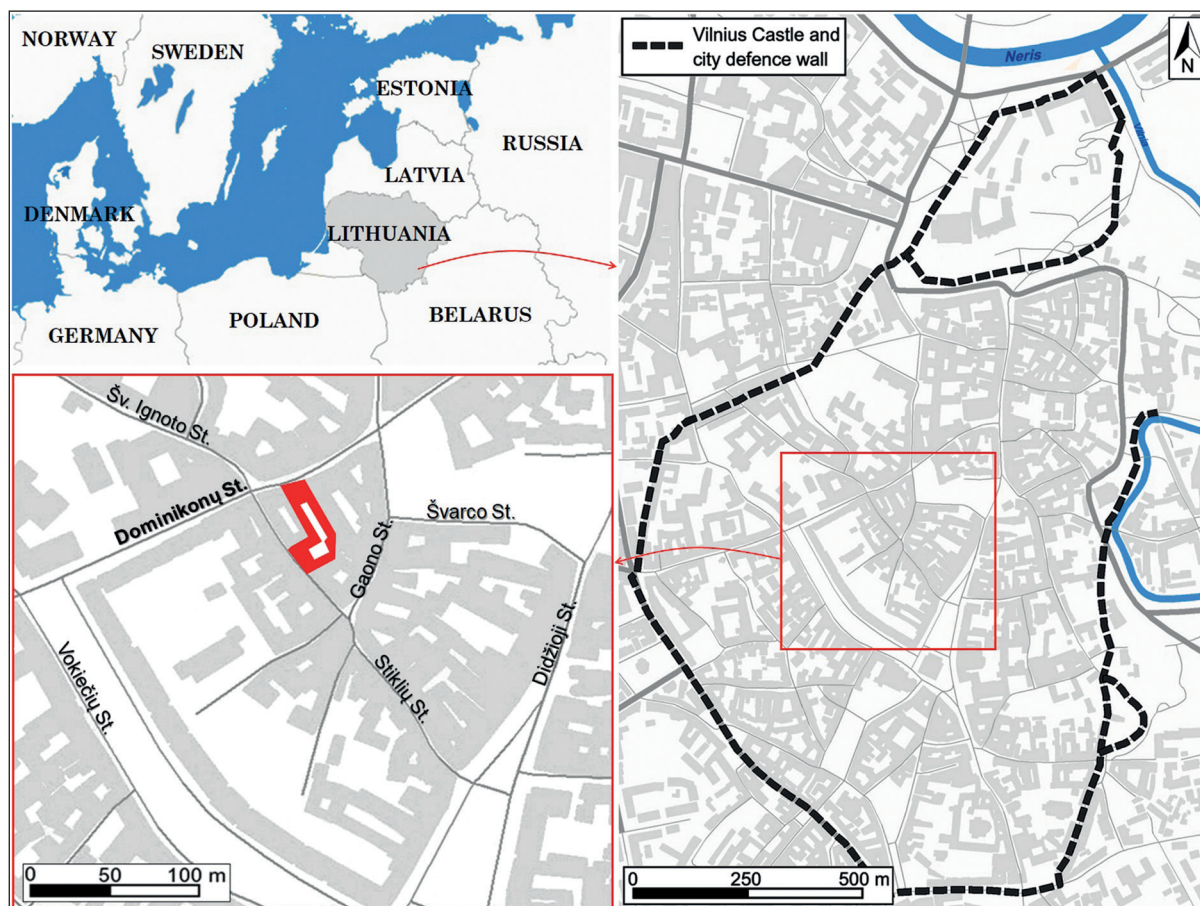 NORWAY
SWEDEN
ESTONIA
RUSSIA
LATVIA
DENMARK
LITHUANIA
BELARUS
POLAND
GERMANY
Vilnius Castle and
city defence wall
Neris
N
Vilnia
0 250 500 m
Šv. Ignoto St.
Dominikonų St.
Švarco St.
Gaono St.
Didžioji St.
Vokiečių St.
Stiklių St.
0 50 100 m